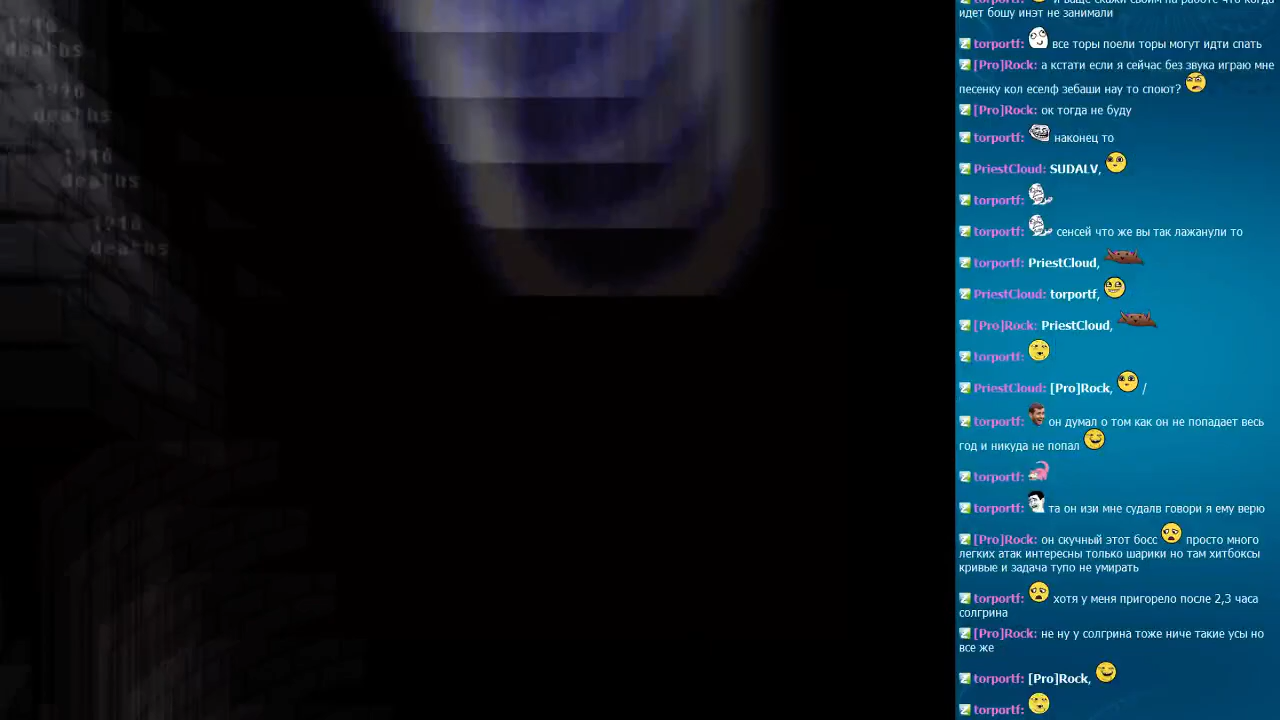 1916
deaths
1916
deaths
1916
deaths
1916
deaths
идет бошу инэт не занимали
torportf: все торы поели торы могут идти спать
[Pro]Rock: а кстати если я сейчас без звука играю мне
песенку кол еселф зебаши нау то споют?
[Pro]Rock: ок тогда не буду
torportf: наконец то
PriestCloud: SUDALV,
torportf:
torportf: сенсей что же вы так лажанули то
torportf: PriestCloud,
PriestCloud: torportf,
[Pro]Rock: PriestCloud,
torportf:
PriestCloud: [Pro]Rock, /
torportf: он думал о том как он не попадает весь
год и никуда не попал
torportf:
torportf: та он изи мне судалв говори я ему верю
[Pro]Rock: он скучный этот босс просто много
легких атак интересны только шарики но там хитбоксы
кривые и задача тупо не умирать
torportf: хотя у меня пригорело после 2,3 часа
солгрина
[Pro]Rock: не ну у солгрина тоже ниче такие усы но
все же
torportf: [Pro]Rock,
torportf: